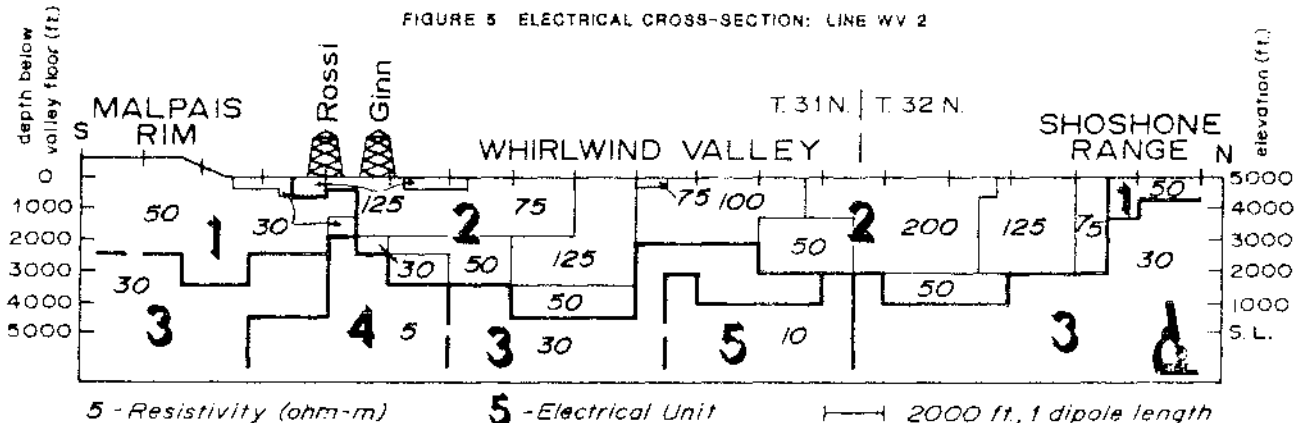 FIGURE 5 ELECTRICAL CROSS-SECTION: LINE WV 2
depth below
valley floor (ft.)
elevation (ft.)
Rossi
Ginn
T. 31 N. | T. 32 N.
MALPAIS
RIM
WHIRLWIND VALLEY
SHOSHONE
RANGE
S
N
0
1000
2000
3000
4000
5000
5000
4000
3000
2000
1000
S.L.
50 1 30 125 2 75 75 100 2 200 125 75 1 50
30 50 125 50 30
30 50 50
3 4 5 3 30 5 10 3
5 - Resistivity (ohm-m) 5 - Electrical Unit 2000 ft., 1 dipole length